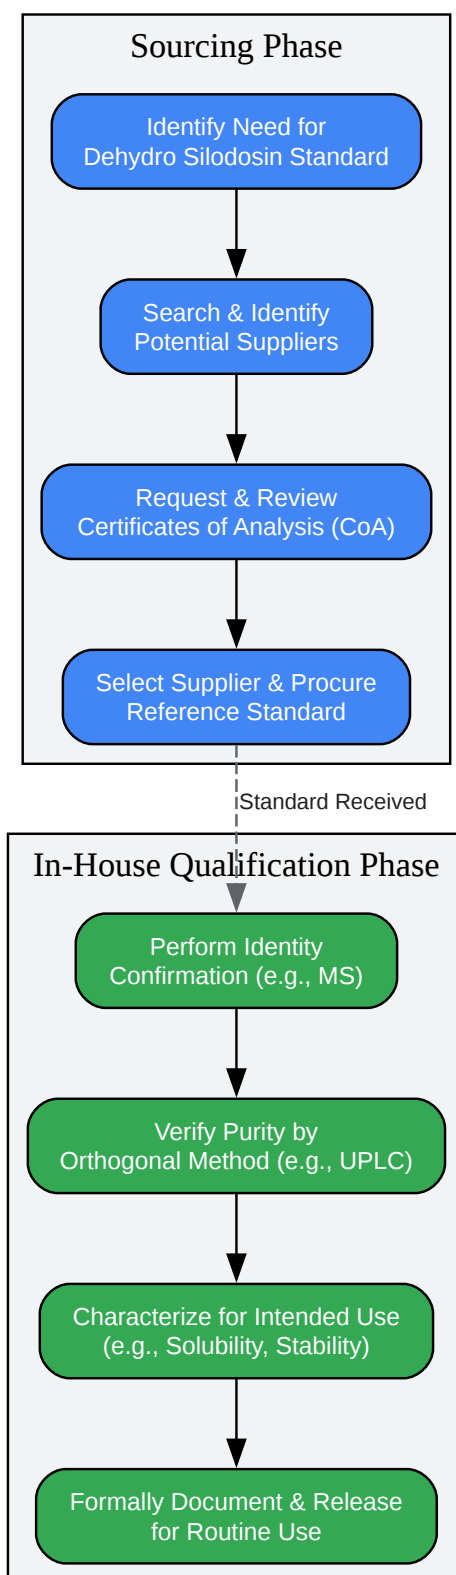 Sourcing Phase
Identify Need for
Dehydro Silodosin Standard
Search & Identify
Potential Suppliers
Request & Review
Certificates of Analysis (CoA)
Select Supplier & Procure
Reference Standard
Standard Received
In-House Qualification Phase
Perform Identity
Confirmation (e.g., MS)
Verify Purity by
Orthogonal Method (e.g., UPLC)
Characterize for Intended Use
(e.g., Solubility, Stability)
Formally Document & Release
for Routine Use